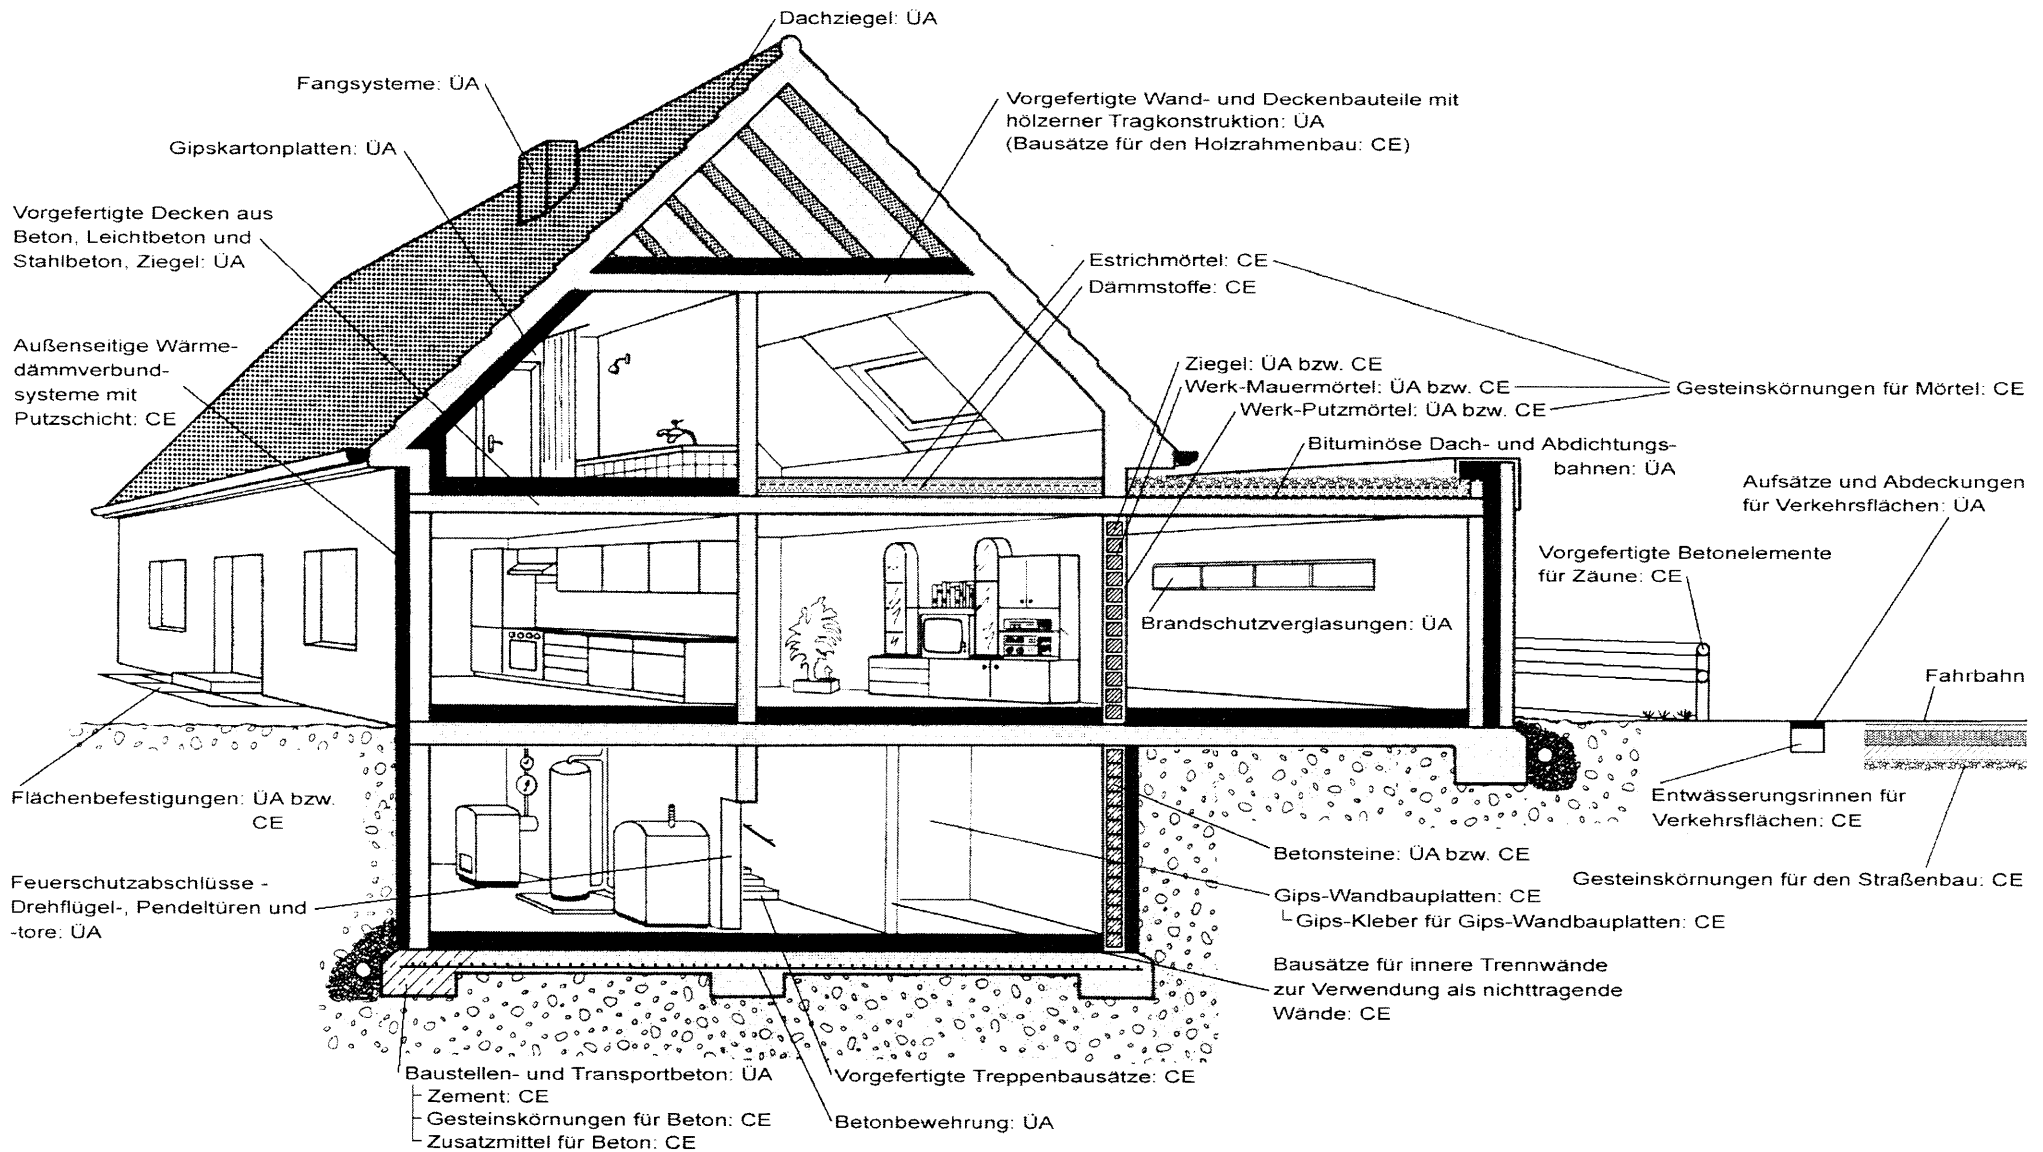 Dachziegel: ÜA
Fangsysteme: ÜA
Gipskartonplatten: ÜA
Vorgefertigte Decken aus
Beton, Leichtbeton und
Stahlbeton, Ziegel: ÜA
Außenseitige Wärme-
dämmverbund-
systeme mit
Putzschicht: CE
Vorgefertigte Wand- und Deckenbauteile mit
hölzerner Tragkonstruktion: ÜA
(Bausätze für den Holzrahmenbau: CE)
Estrichmörtel: CE
Dämmstoffe: CE
Ziegel: ÜA bzw. CE
Werk-Mauermörtel: ÜA bzw. CE
Werk-Putzmörtel: ÜA bzw. CE
Gesteinskörnungen für Mörtel: CE
Bituminöse Dach- und Abdichtungs-
bahnen: ÜA
Aufsätze und Abdeckungen
für Verkehrsflächen: ÜA
Vorgefertigte Betonelemente
für Zäune: CE
Brandschutzverglasungen: ÜA
Fahrbahn
Flächenbefestigungen: ÜA bzw.
CE
Entwässerungsrinnen für
Verkehrsflächen: CE
Betonsteine: ÜA bzw. CE
Gesteinskörnungen für den Straßenbau: CE
Feuerschutzabschlüsse -
Drehflügel-, Pendeltüren und
-tore: ÜA
Gips-Wandbauplatten: CE
Gips-Kleber für Gips-Wandbauplatten: CE
Bausätze für innere Trennwände
zur Verwendung als nichttragende
Wände: CE
Baustellen- und Transportbeton: ÜA
Zement: CE
Gesteinskörnungen für Beton: CE
Zusatzmittel für Beton: CE
Vorgefertigte Treppenbausätze: CE
Betonbewehrung: ÜA